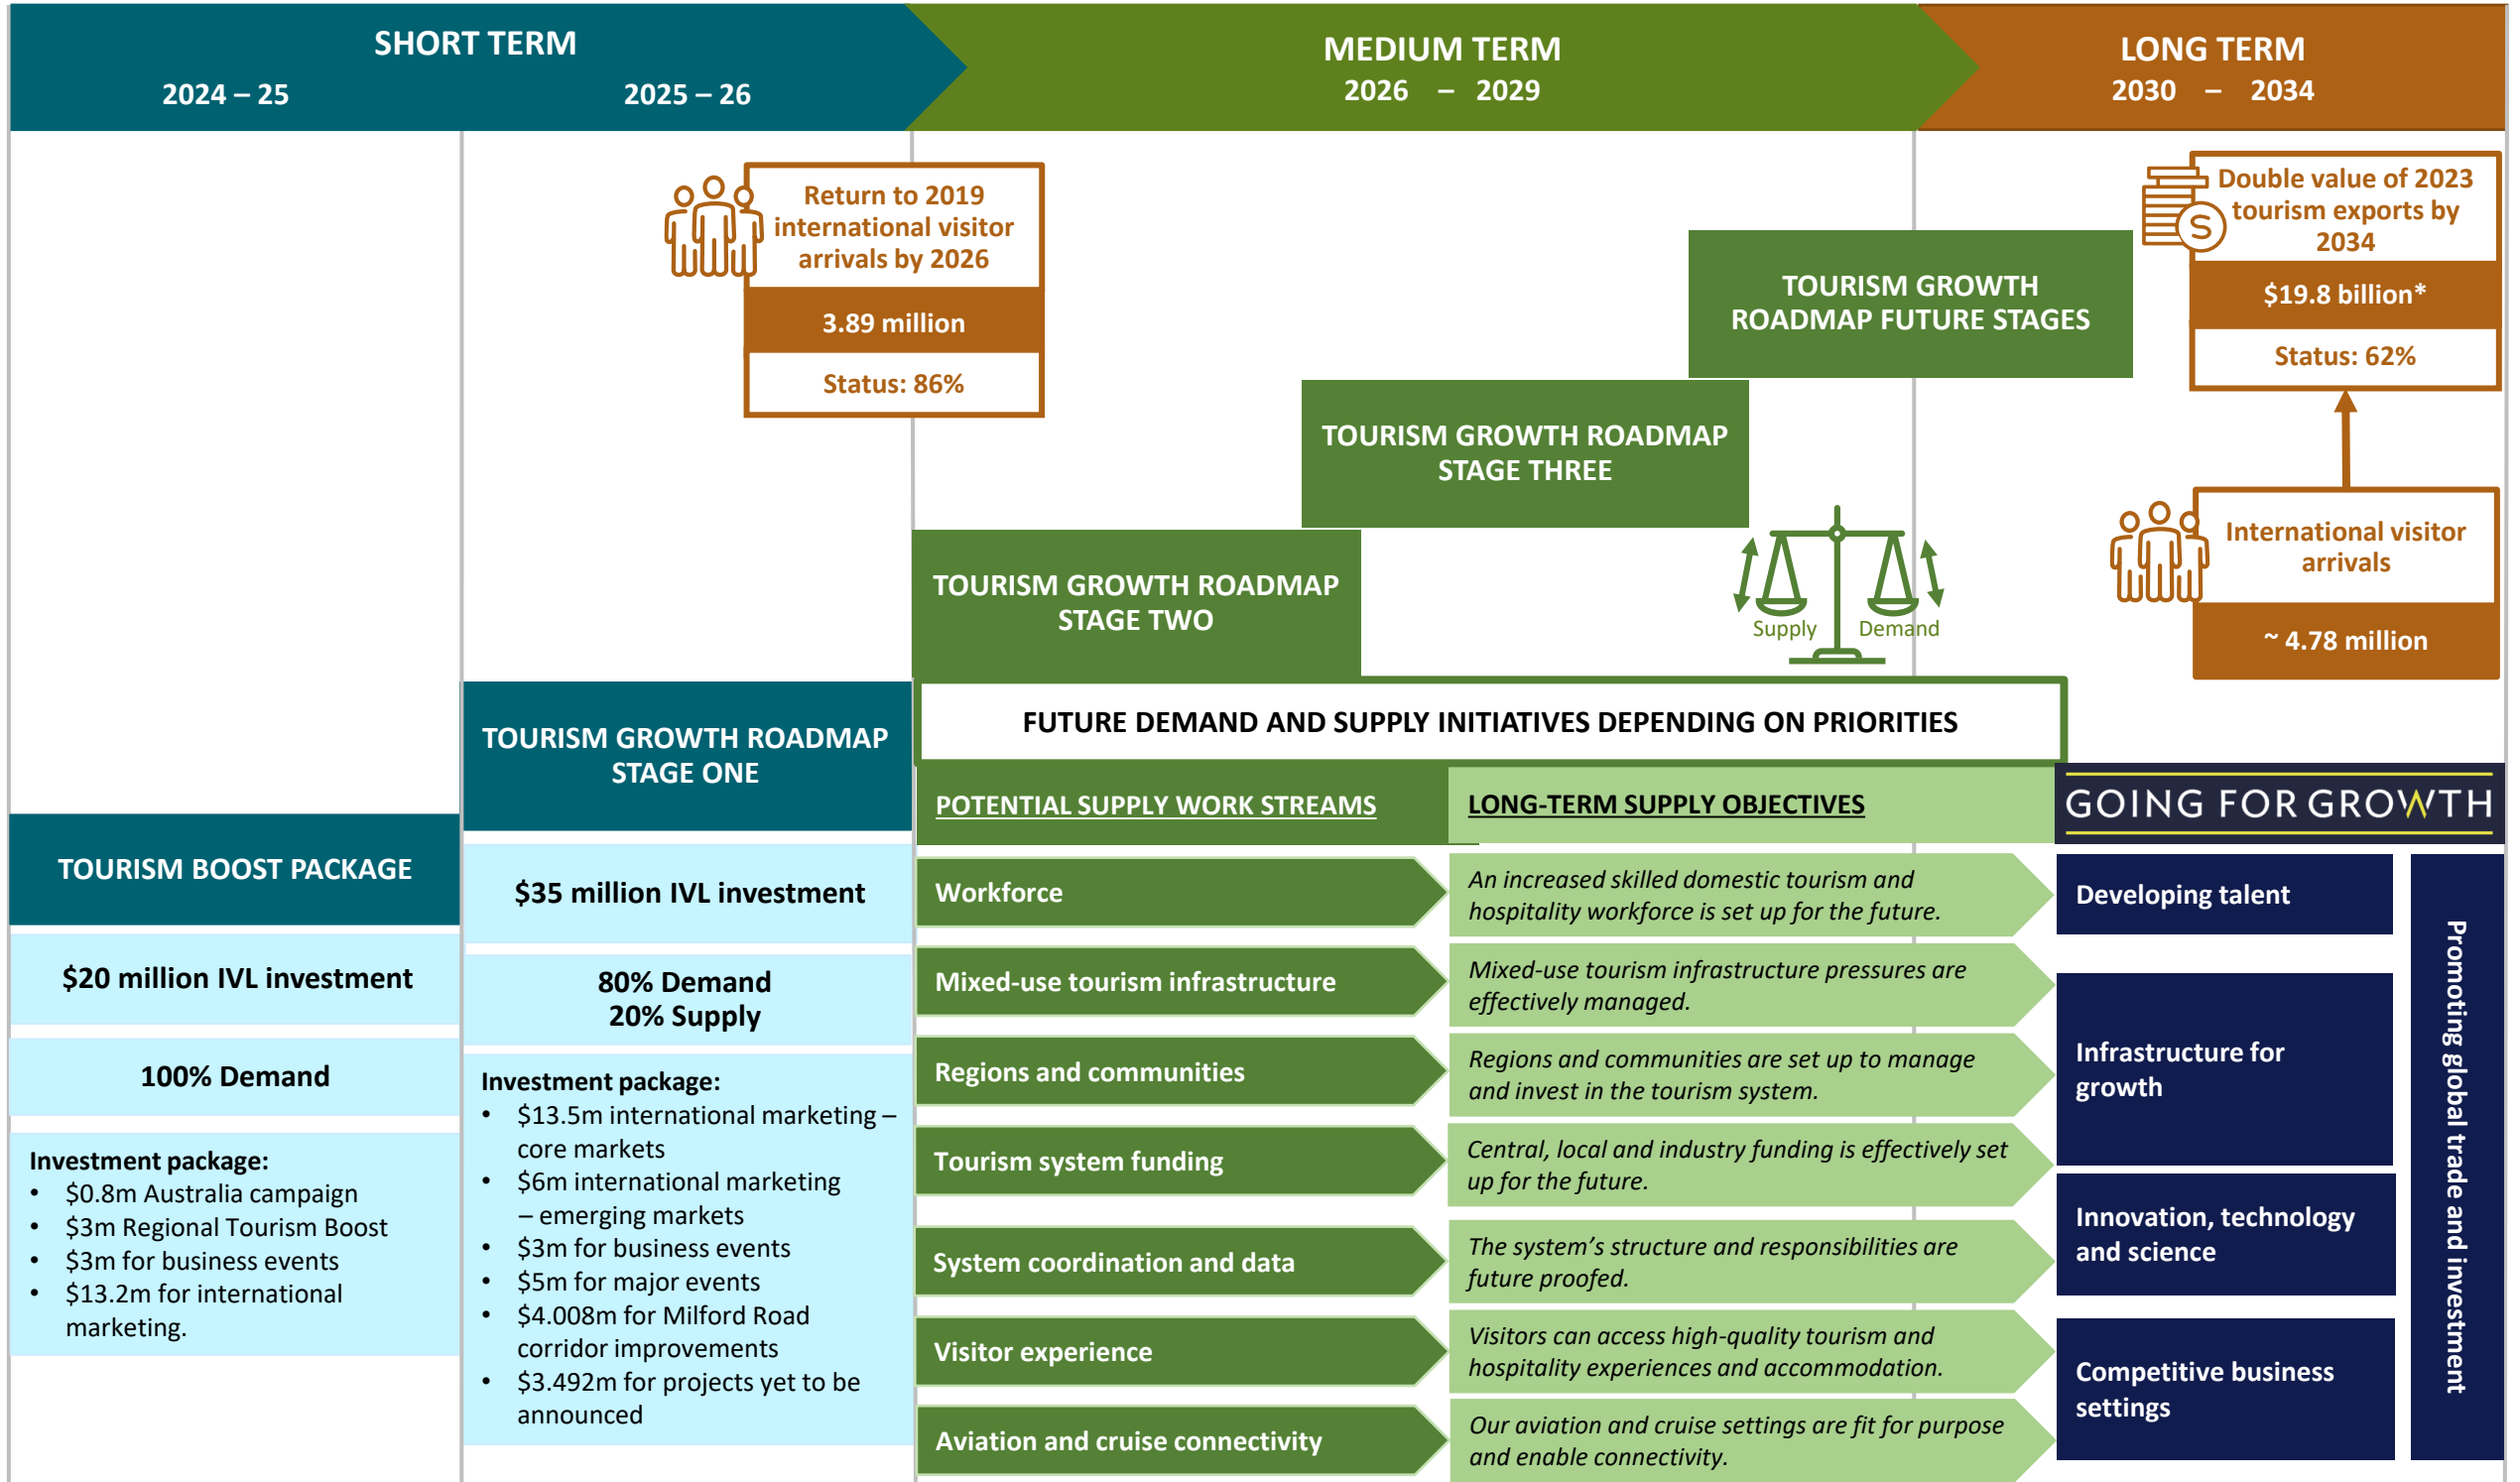 SHORT TERM
2024 – 25
2025 – 26
MEDIUM TERM
2026 – 2029
LONG TERM
2030 – 2034
Return to 2019
international visitor
arrivals by 2026
3.89 million
Status: 86%
Double value of 2023
tourism exports by
2034
$19.8 billion*
Status: 62%
TOURISM GROWTH
ROADMAP FUTURE STAGES
TOURISM GROWTH ROADMAP
STAGE THREE
Supply
Demand
International visitor
arrivals
~ 4.78 million
TOURISM GROWTH ROADMAP
STAGE TWO
TOURISM GROWTH ROADMAP
STAGE ONE
$35 million IVL investment
80% Demand
20% Supply
Investment package:
• $13.5m international marketing –
core markets
• $6m international marketing
– emerging markets
• $3m for business events
• $5m for major events
• $4.008m for Milford Road
corridor improvements
• $3.492m for projects yet to be
announced
TOURISM BOOST PACKAGE
$20 million IVL investment
100% Demand
Investment package:
• $0.8m Australia campaign
• $3m Regional Tourism Boost
• $3m for business events
• $13.2m for international
marketing.
FUTURE DEMAND AND SUPPLY INITIATIVES DEPENDING ON PRIORITIES
POTENTIAL SUPPLY WORK STREAMS
LONG-TERM SUPPLY OBJECTIVES
GOING FOR GROWTH
Workforce
An increased skilled domestic tourism and
hospitality workforce is set up for the future.
Mixed-use tourism infrastructure
Mixed-use tourism infrastructure pressures are
effectively managed.
Regions and communities
Regions and communities are set up to manage
and invest in the tourism system.
Tourism system funding
Central, local and industry funding is effectively set
up for the future.
System coordination and data
The system's structure and responsibilities are
future proofed.
Visitor experience
Visitors can access high-quality tourism and
hospitality experiences and accommodation.
Aviation and cruise connectivity
Our aviation and cruise settings are fit for purpose
and enable connectivity.
Developing talent
Infrastructure for
growth
Innovation, technology
and science
Competitive business
settings
Promoting global trade and investment